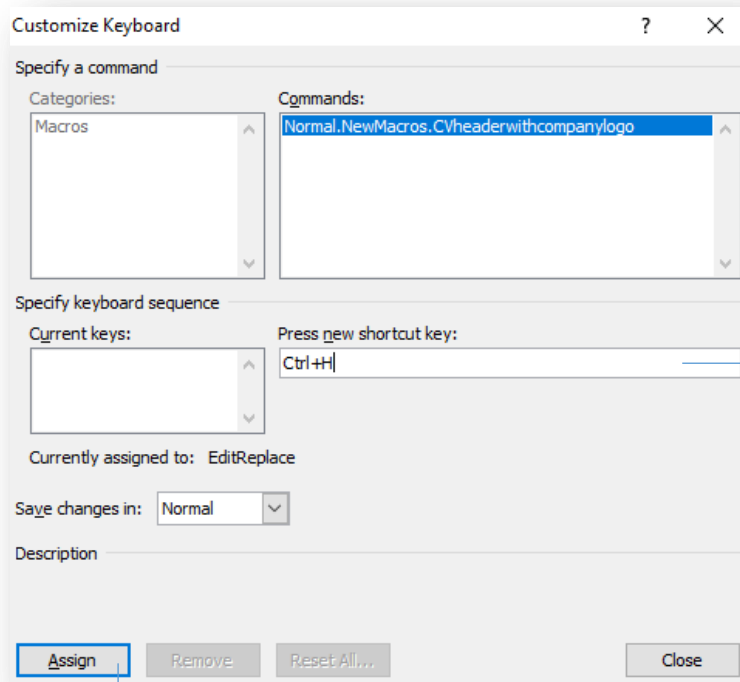 Customize Keyboard ?
Specify a command
Categories: Commands:
Macros Normal.NewMacros.CVheaderwithcompanylogo
Specify keyboard sequence
Current keys: Press new shortcut key:
Ctrl+H
Currently assigned to: EditReplace
Save changes in: Normal
Description
Assign Remove Reset All... Close